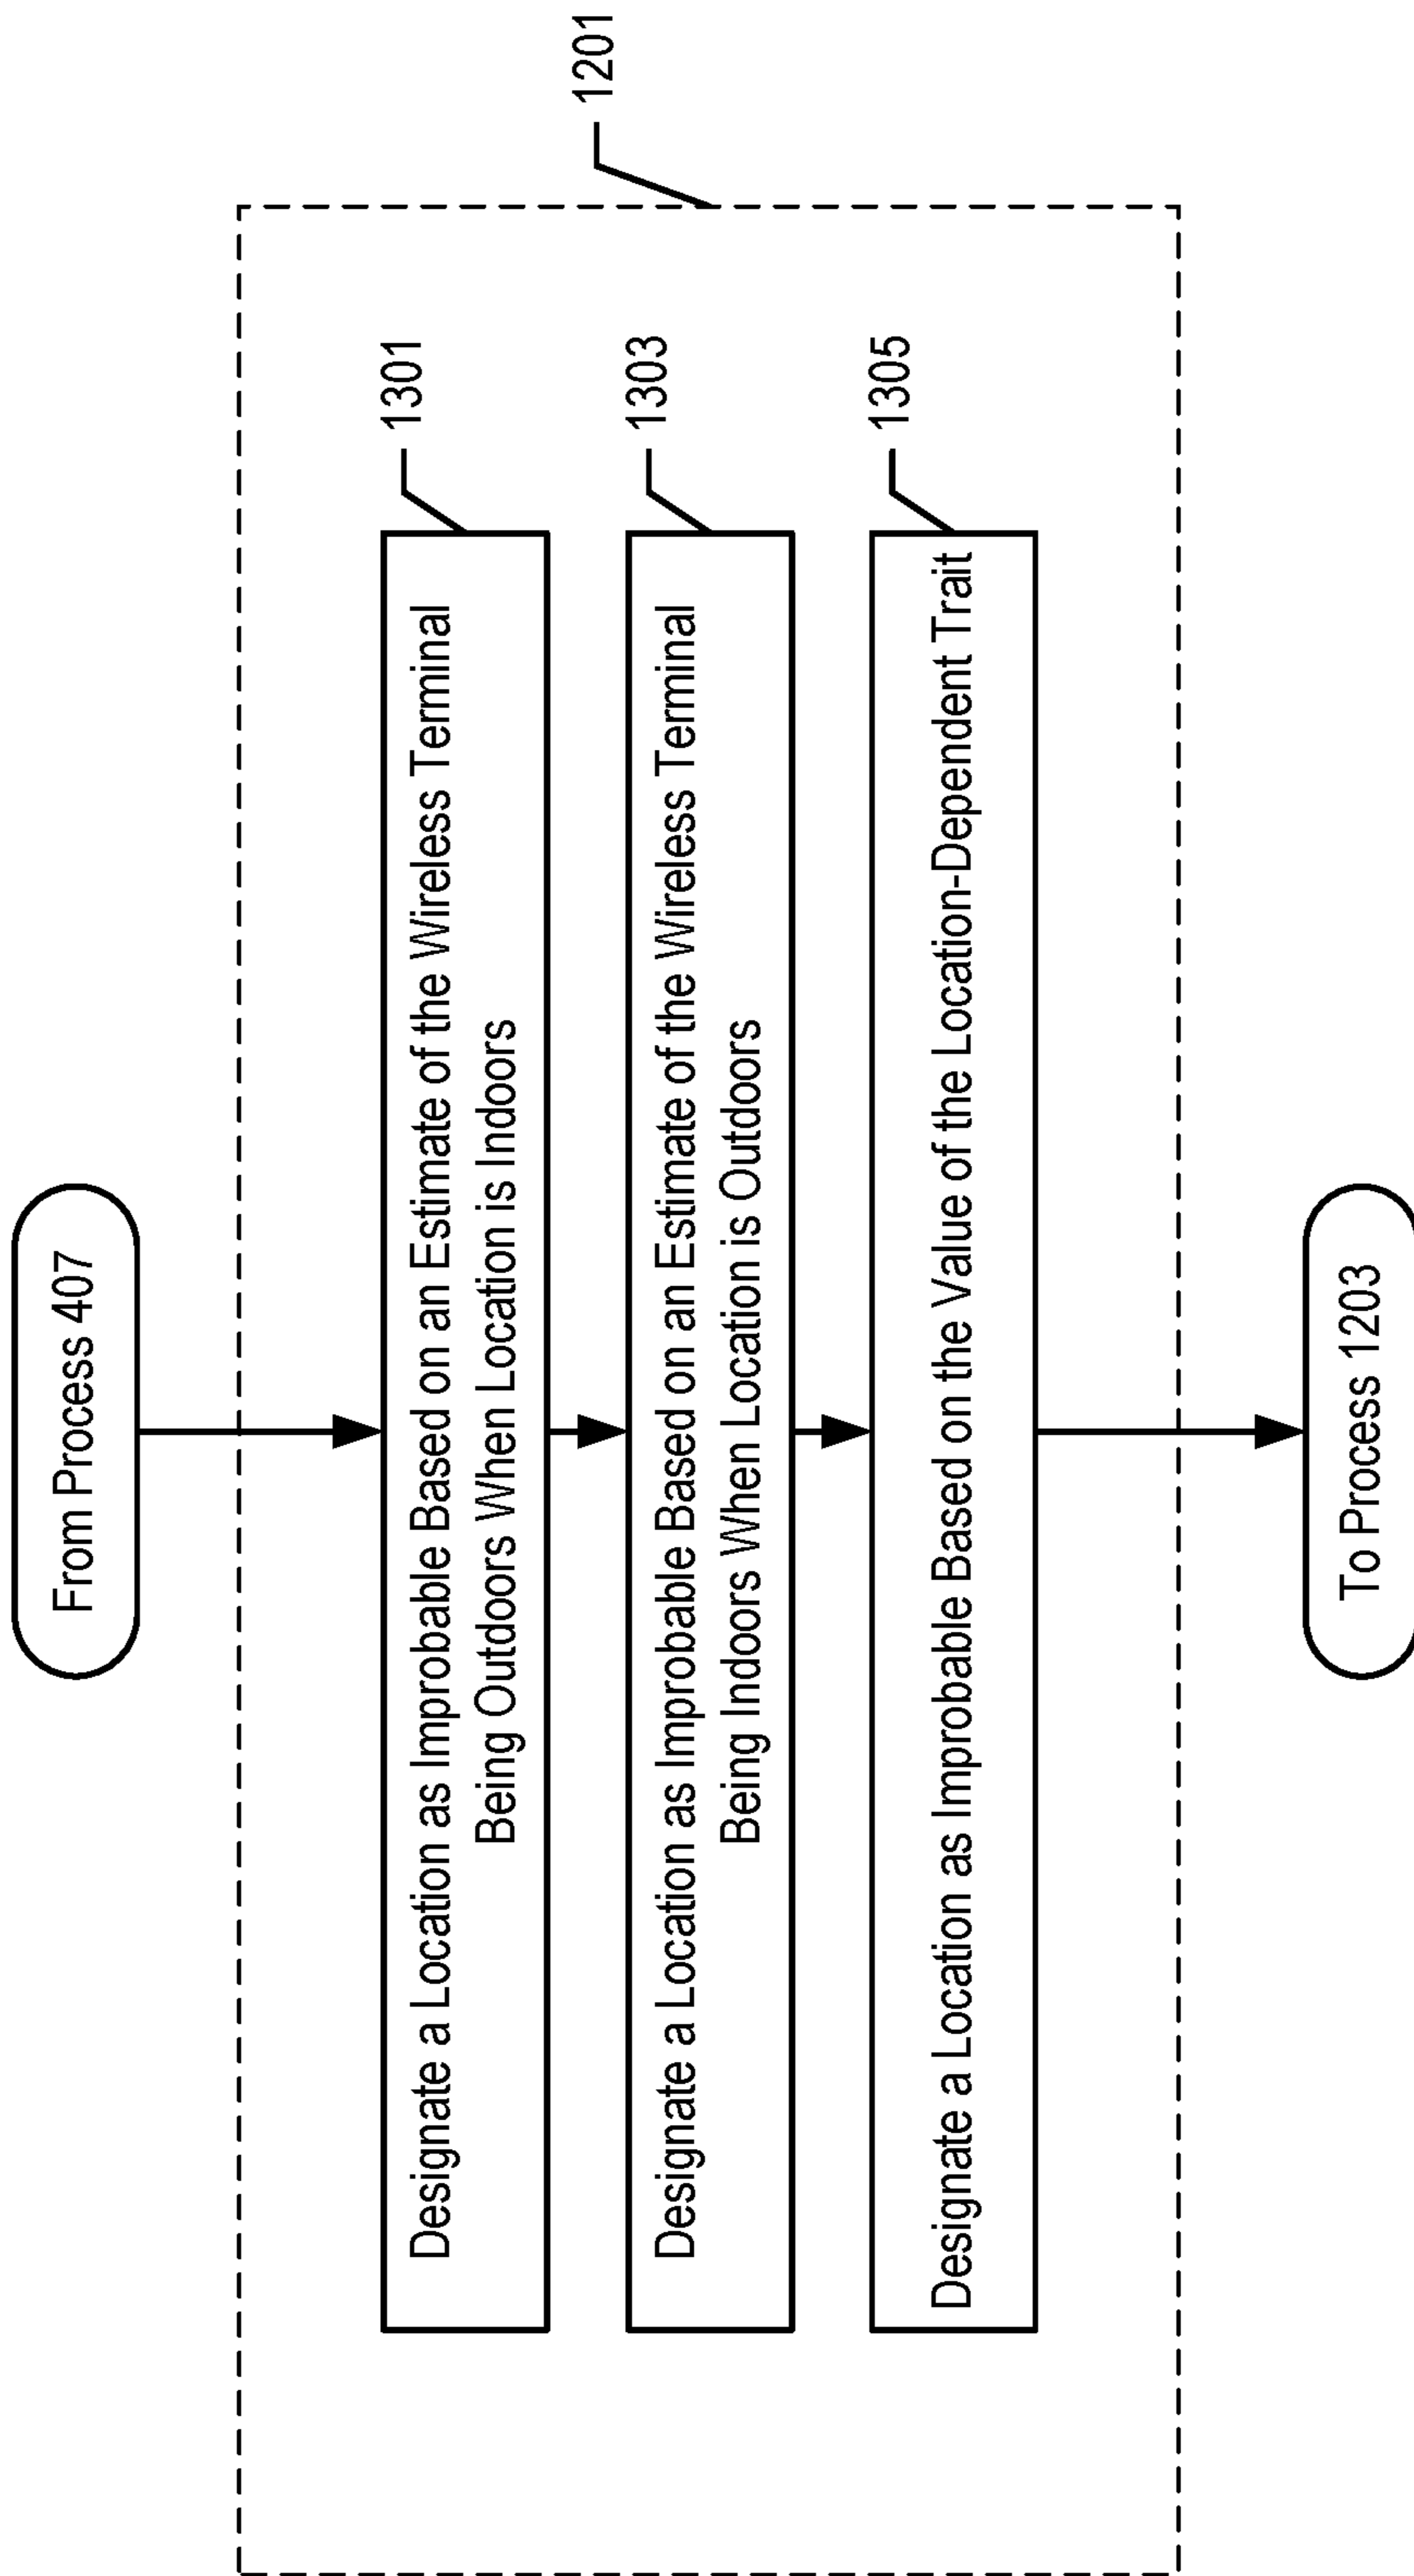 From Process 407
1201
1301
Designate a Location as Improbable Based on an Estimate of the Wireless Terminal
Being Outdoors When Location is Indoors
1303
Designate a Location as Improbable Based on an Estimate of the Wireless Terminal
Being Indoors When Location is Outdoors
1305
Designate a Location as Improbable Based on the Value of the Location-Dependent Trait
To Process 1203